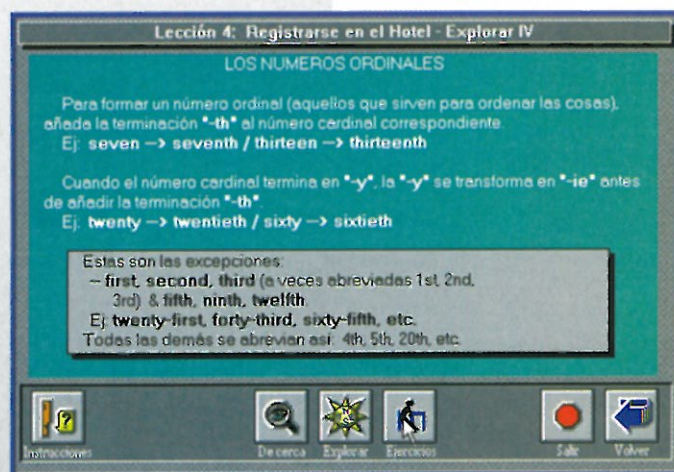 Lección 4: Registrarse en el Hotel - Explorar IV
LOS NUMEROS ORDINALES
Para formar un número ordinal (aquellos que sirven para ordenar las cosas),
añada la terminación "-th" al número cardinal correspondiente.
Ej: seven —> seventh / thirteen —> thirteenth
Cuando el número cardinal termina en "-y", la "-y" se transforma en "-ie" antes
de añadir la terminación "-th".
Ej: twenty —> twentieth / sixty —> sixtieth
Estas son las excepciones:
– first, second, third (a veces abreviadas 1st, 2nd,
3rd) & fifth, ninth, twelfth
Ej: twenty-first, forty-third, sixty-fifth, etc.
Todas las demás se abrevian así: 4th, 5th, 20th, etc.
Instrucciones De cerca Explorar Ejercicios Salir Volver